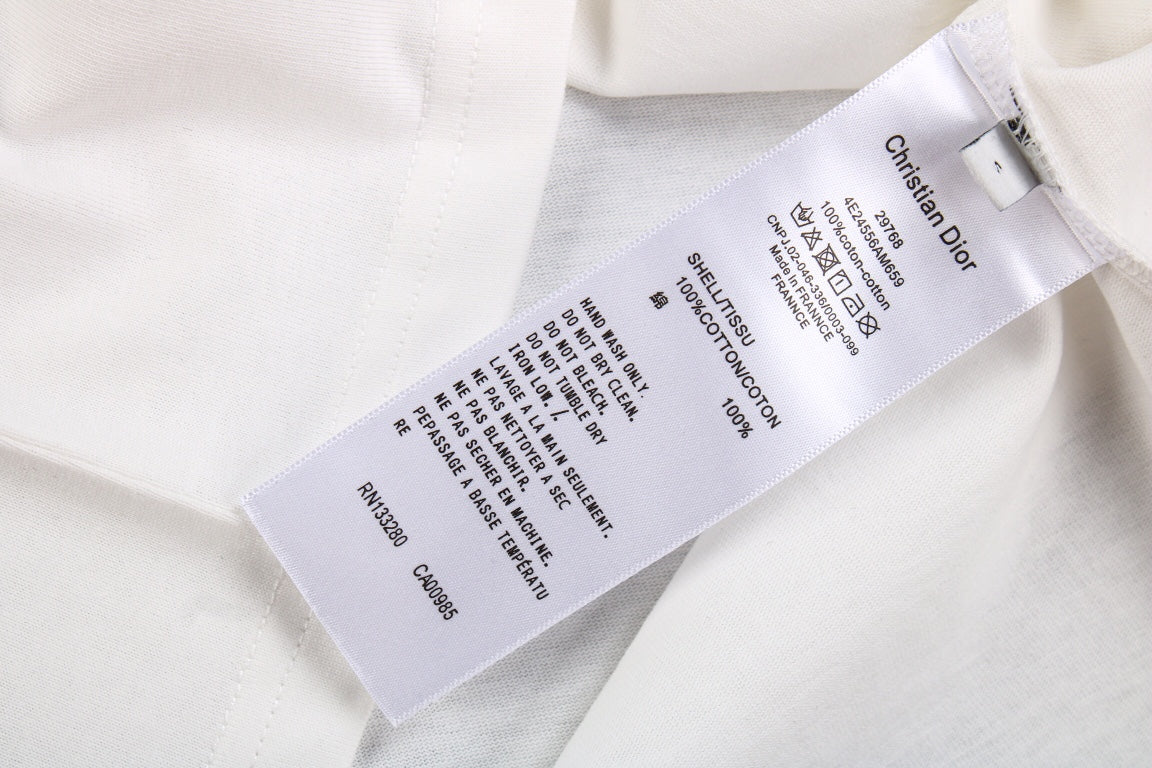 Christian Dior
29768
4E24556AM659
100%coton-cotton
CNPJ.02-046-336/0003-099
Made in FRANNCE
FRANNCE
SHELL/TISSU
100%COTTON/COTON 100%
綿
HAND WASH ONLY.
DO NOT BRY CLEAN.
DO NOT BLEACH.
DO NOT TUMBLE DRY
IRON LOW. /.
LAVAGE A LA MAIN SEULEMENT.
NE PAS NETTOYER A SEC
NE PAS BLANCHIR.
NE PAS SECHER EN MACHINE.
PEPASSAGE A BASSE TEMPÉRATU
RE
RN133280 CA00985